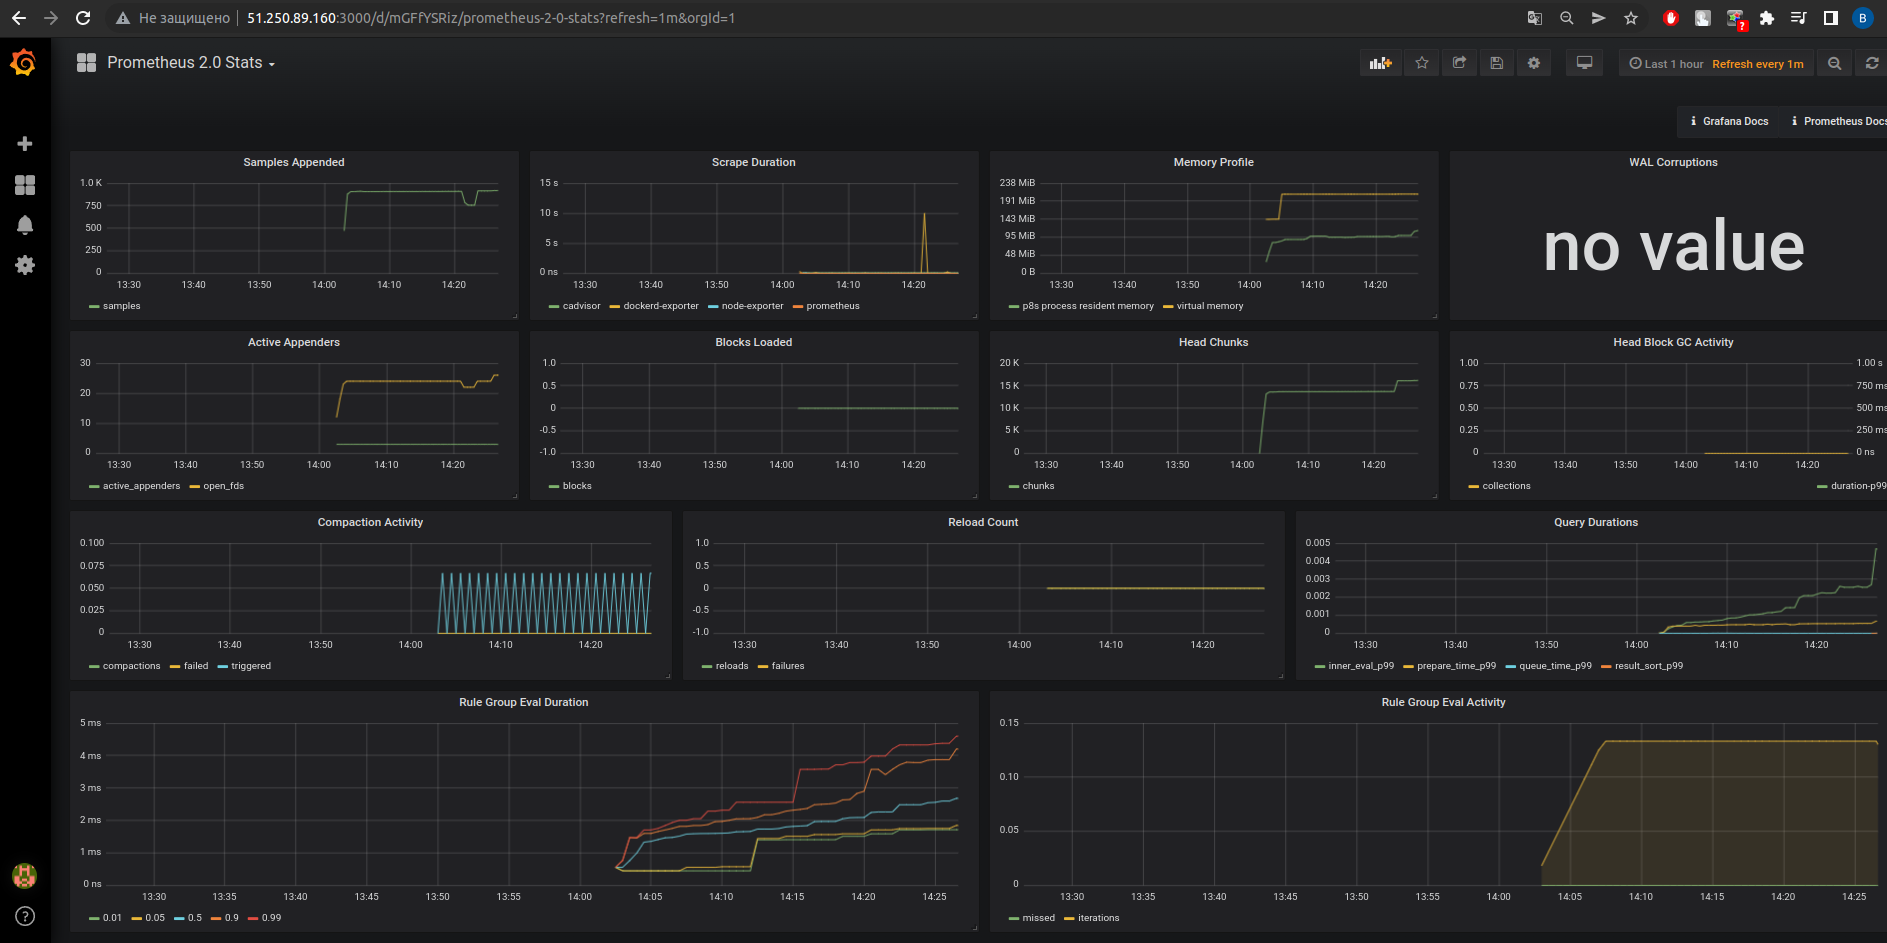 Не защищено 51.250.89.160:3000/d/mGFfYSRiz/prometheus-2-0-stats?refresh=1m&orgId=1
?
B
Prometheus 2.0 Stats
Last 1 hour Refresh every 1m
Grafana Docs Prometheus Docs
Samples Appended
1.0 K
750
500
250
0
13:30 13:40 13:50 14:00 14:10 14:20
samples
Scrape Duration
15 s
10 s
5 s
0 ns
13:30 13:40 13:50 14:00 14:10 14:20
cadvisor dockerd-exporter node-exporter prometheus
Memory Profile
238 MiB
191 MiB
143 MiB
95 MiB
48 MiB
0 B
13:30 13:40 13:50 14:00 14:10 14:20
p8s process resident memory virtual memory
WAL Corruptions
no value
Active Appenders
30
20
10
0
13:30 13:40 13:50 14:00 14:10 14:20
active_appenders open_fds
Blocks Loaded
1.0
0.5
0
-0.5
-1.0
13:30 13:40 13:50 14:00 14:10 14:20
blocks
Head Chunks
20 K
15 K
10 K
5 K
0
13:30 13:40 13:50 14:00 14:10 14:20
chunks
Head Block GC Activity
1.00 1.00 s
0.75 750 ms
0.50 500 ms
0.25 250 ms
0 0 ns
13:30 13:40 13:50 14:00 14:10 14:20
collections duration-p99
Compaction Activity
0.100
0.075
0.050
0.025
0
13:30 13:40 13:50 14:00 14:10 14:20
compactions failed triggered
Reload Count
1.0
0.5
0
-0.5
-1.0
13:30 13:40 13:50 14:00 14:10 14:20
reloads failures
Query Durations
0.005
0.004
0.003
0.002
0.001
0
13:30 13:40 13:50 14:00 14:10 14:20
inner_eval_p99 prepare_time_p99 queue_time_p99 result_sort_p99
Rule Group Eval Duration
5 ms
4 ms
3 ms
2 ms
1 ms
0 ns
13:30 13:35 13:40 13:45 13:50 13:55 14:00 14:05 14:10 14:15 14:20 14:25
0.01 0.05 0.5 0.9 0.99
Rule Group Eval Activity
0.15
0.10
0.05
0
13:30 13:35 13:40 13:45 13:50 13:55 14:00 14:05 14:10 14:15 14:20 14:25
missed iterations